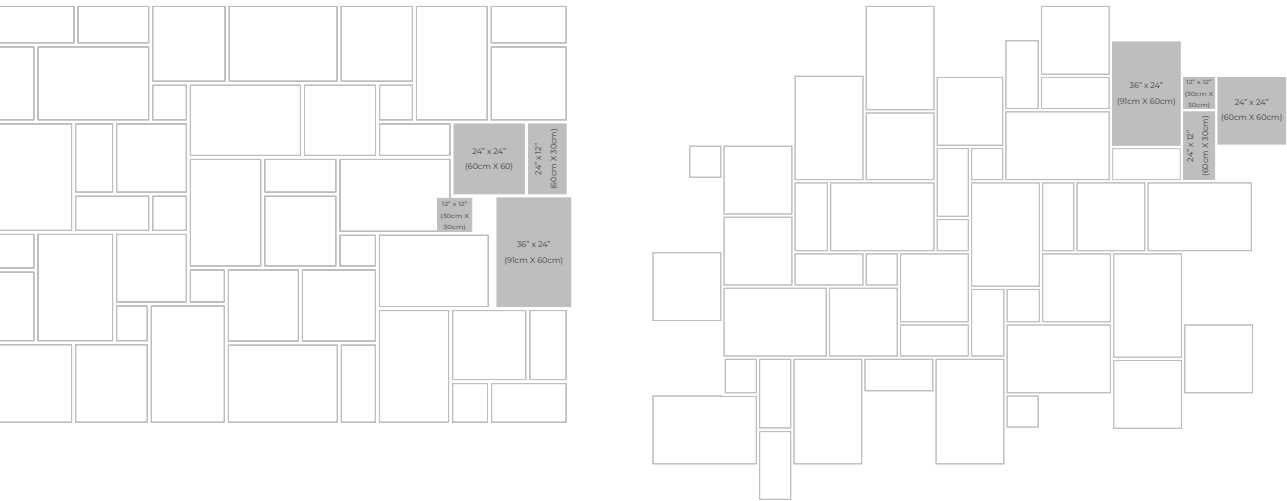 24” x 24”
(60cm X 60)
24” x 12”
(60cm X 30cm)
12” x 12”
(30cm X
30cm)
36” x 24”
(91cm X 60cm)
36” x 24”
(91cm X 60cm)
12” x 12”
(30cm X
30cm)
24” x 24”
(60cm X 60cm)
24” x 12”
(60cm X 30cm)